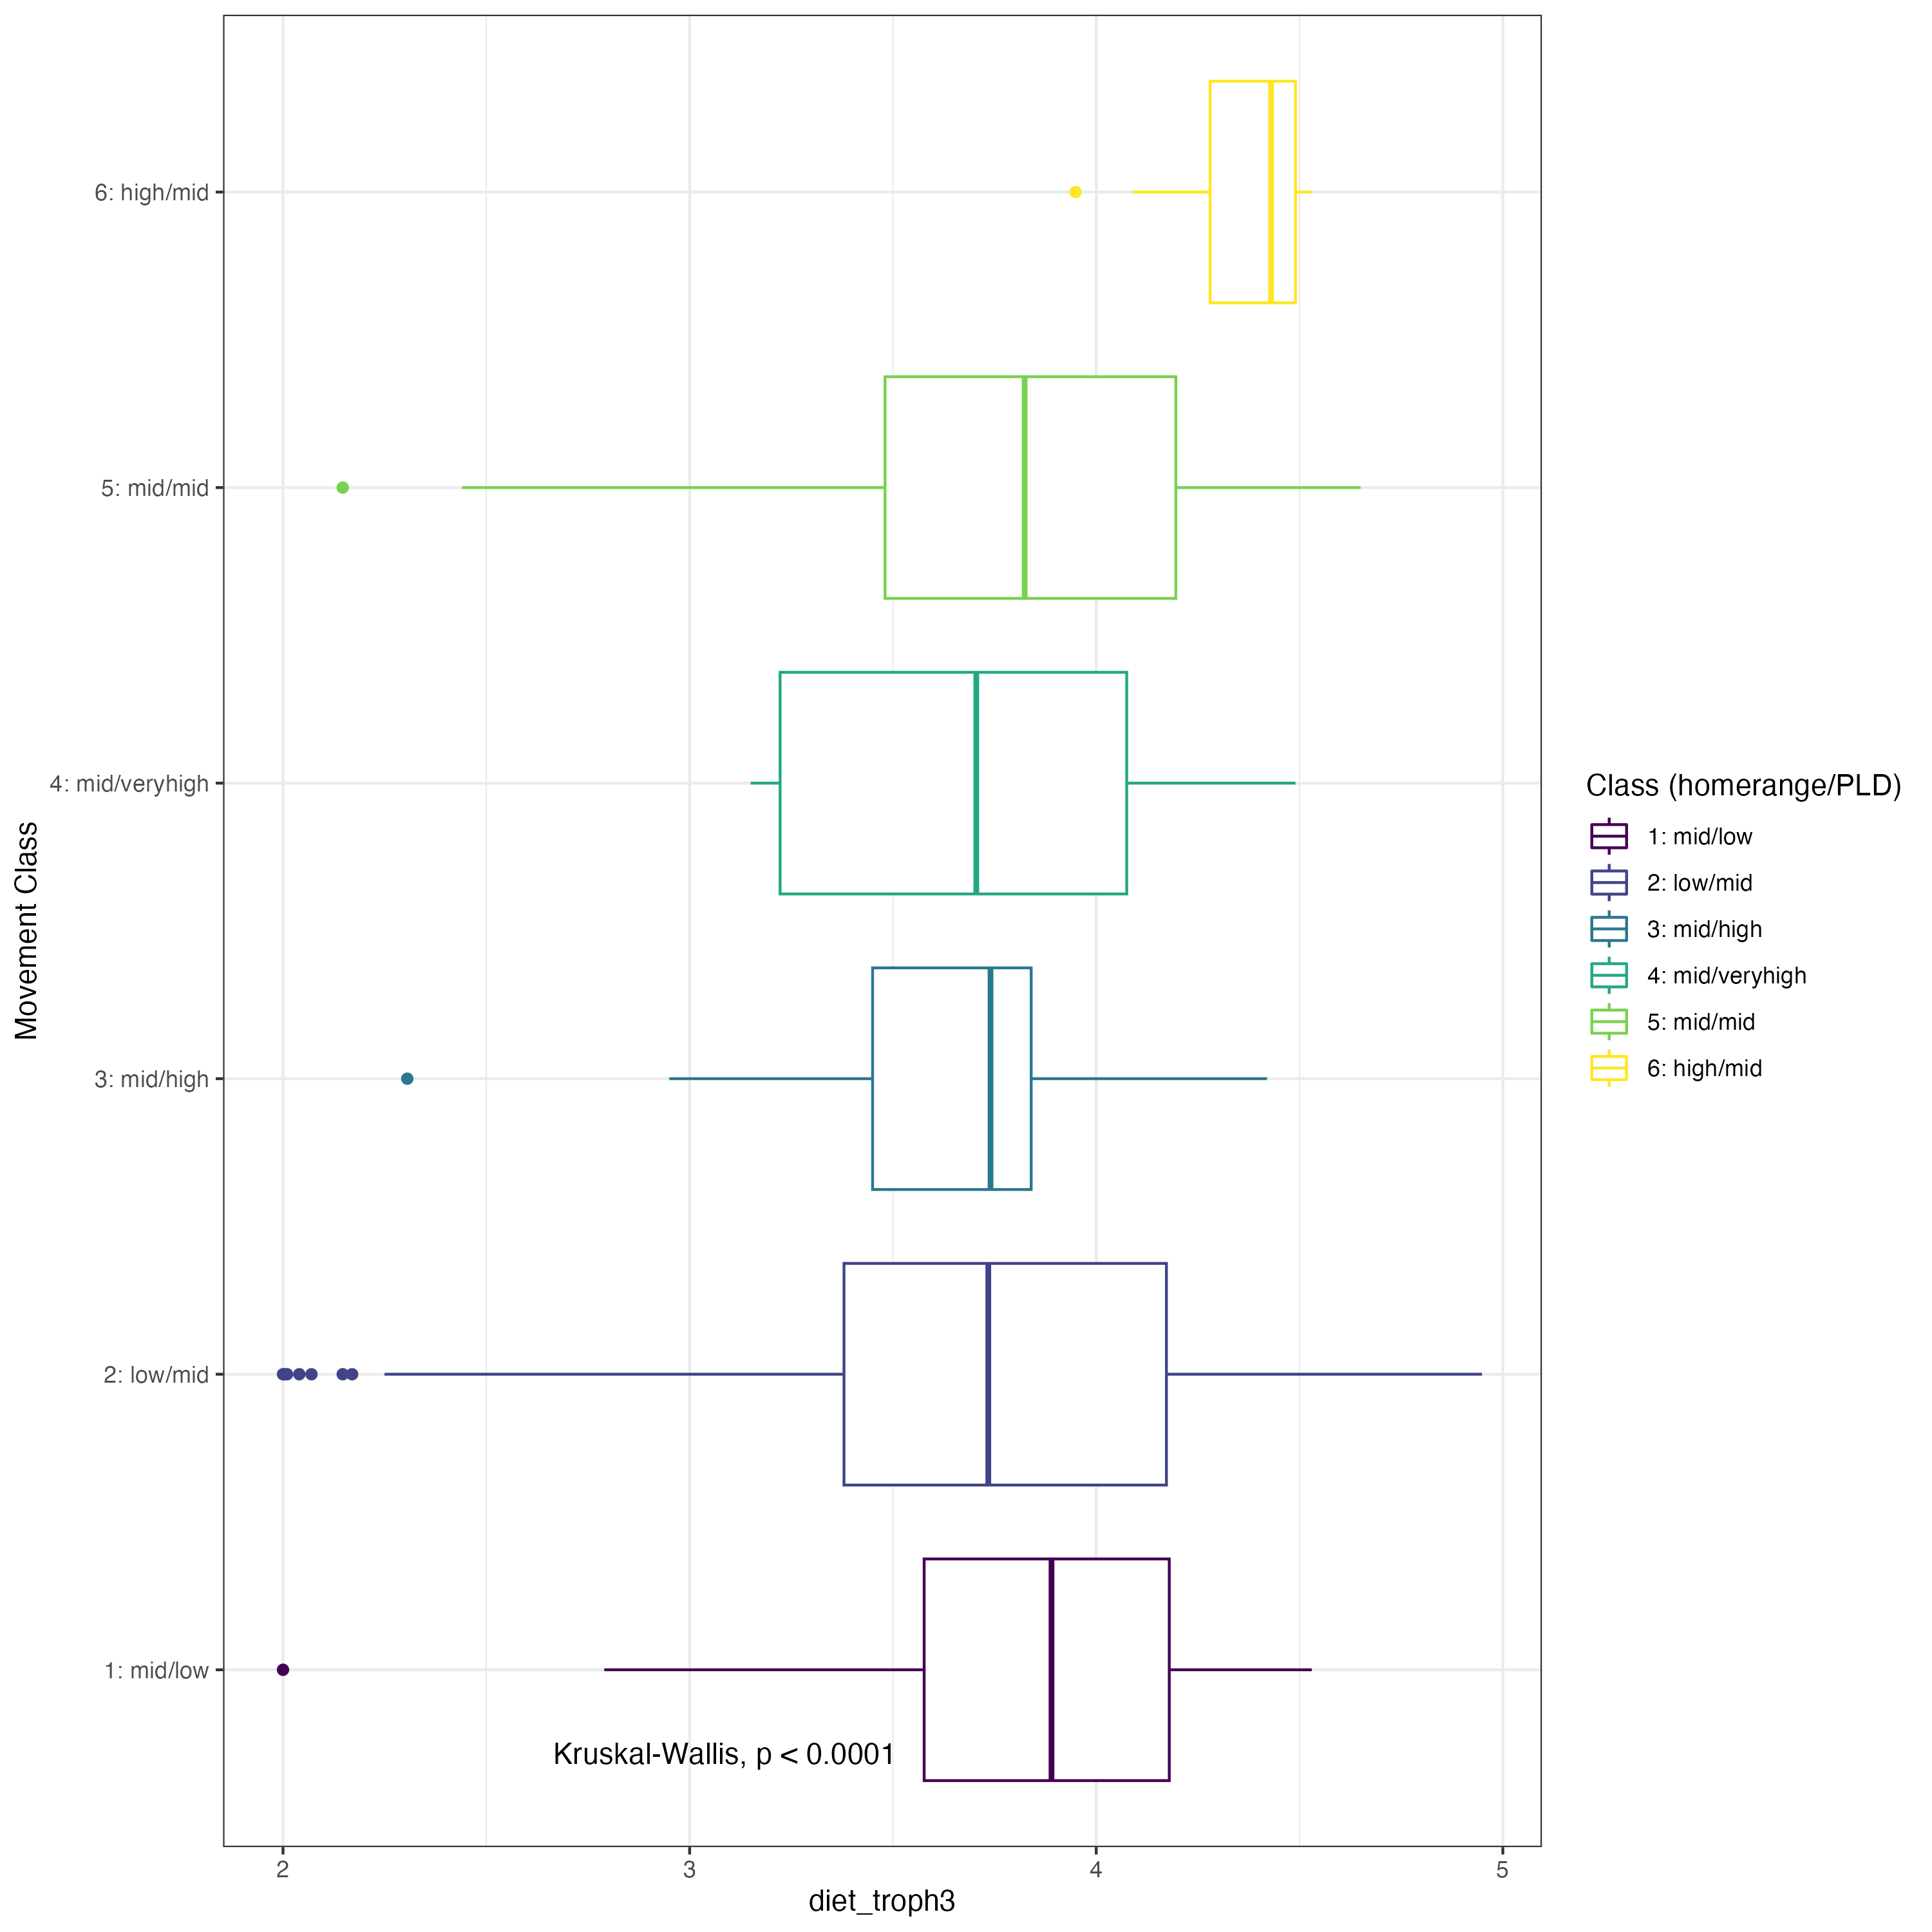 6: high/mid
5: mid/mid
4: mid/veryhigh
3: mid/high
2: low/mid
1: mid/low
Movement Class
Kruskal-Wallis, p < 0.0001
2 3 4 5
diet_troph3
Class (homerange/PLD)
1: mid/low
2: low/mid
3: mid/high
4: mid/veryhigh
5: mid/mid
6: high/mid